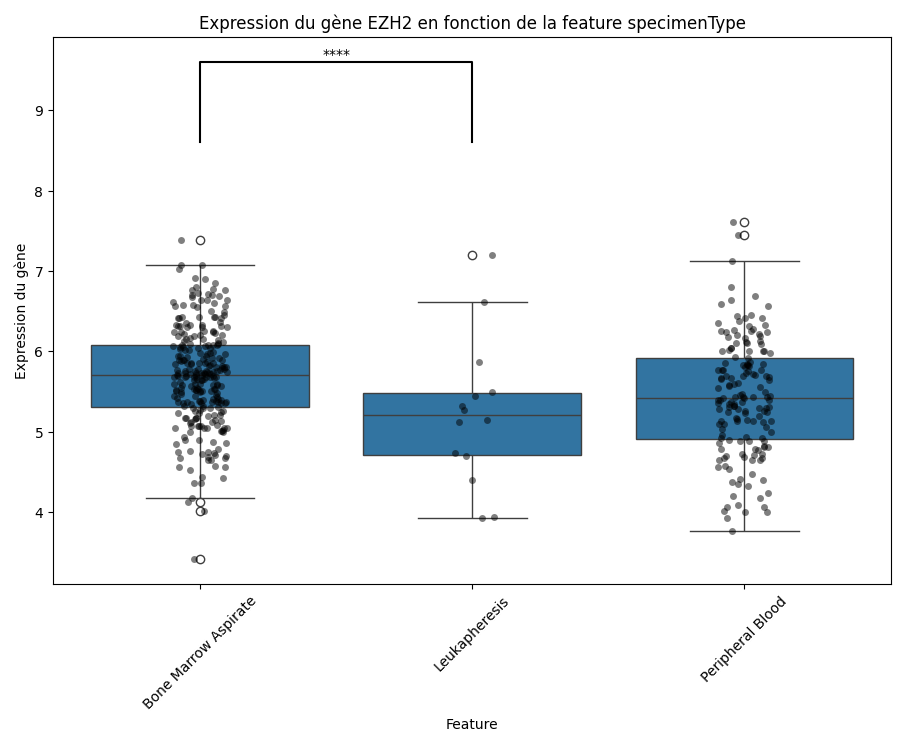 Expression du gène EZH2 en fonction de la feature specimenType
****
Expression du gène
9
8
7
6
5
4
Bone Marrow Aspirate
Leukapheresis
Peripheral Blood
Feature